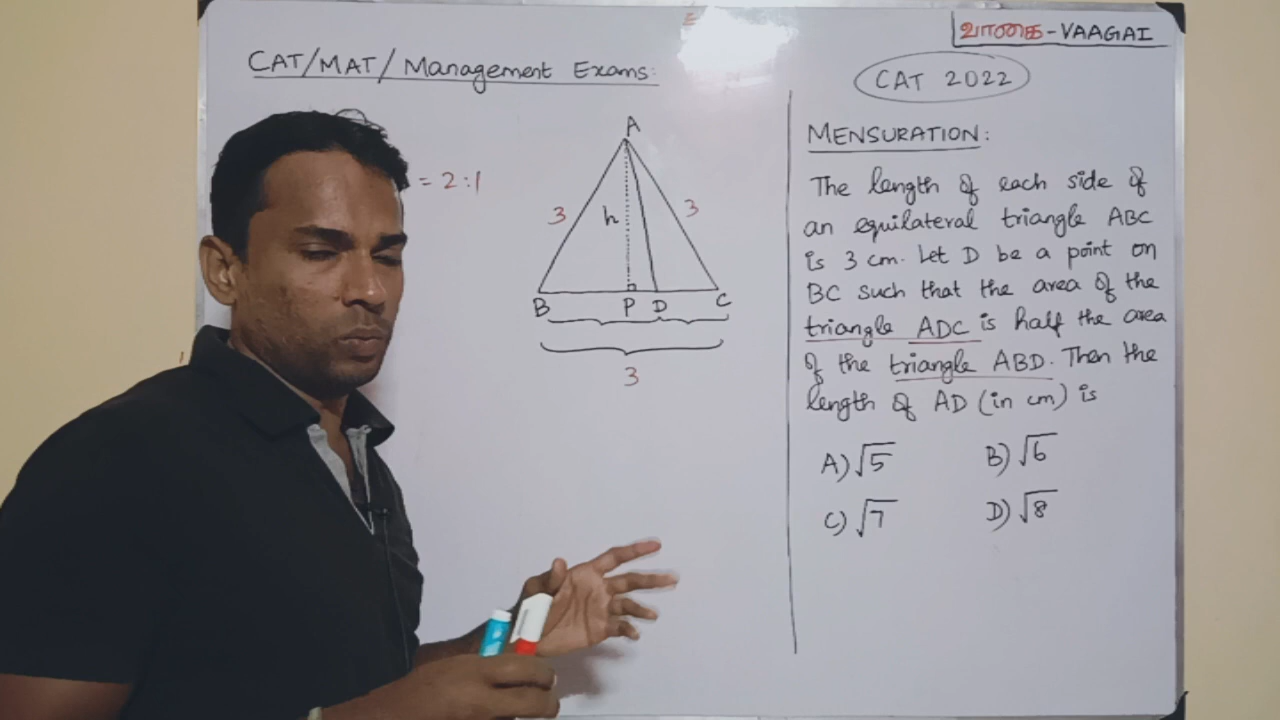 வாகை - VAAGAI
CAT/MAT/Management Exams:
CAT 2022
= 2:1
A
3
h
3
B
P
D
C
3
MENSURATION:
The length of each side of
an equilateral triangle ABC
is 3 cm. Let D be a point on
BC such that the area of the
triangle ADC is half the area
of the triangle ABD. Then the
length of AD (in cm) is
A) √5
B) √6
C) √7
D) √8